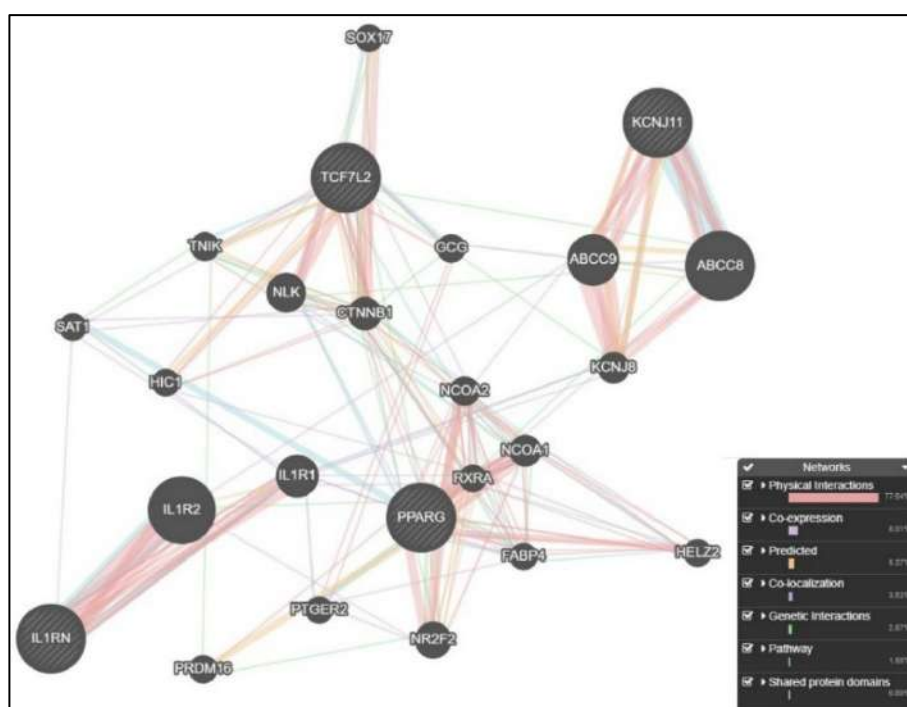 SOX17
KCNJ11
TCF7L2
TNIK
GCG
ABCC9
ABCC8
NLK
CTNNB1
SAT1
KCNJ8
HIC1
NCOA2
NCOA1
IL1R1
RXRA
IL1R2
PPARG
HELZ2
FABP4
PTGER2
IL1RN
NR2F2
PRDM16
Networks
Physical Interactions
Co-expression
Predicted
Co-localization
Genetic Interactions
Pathway
Shared protein domains